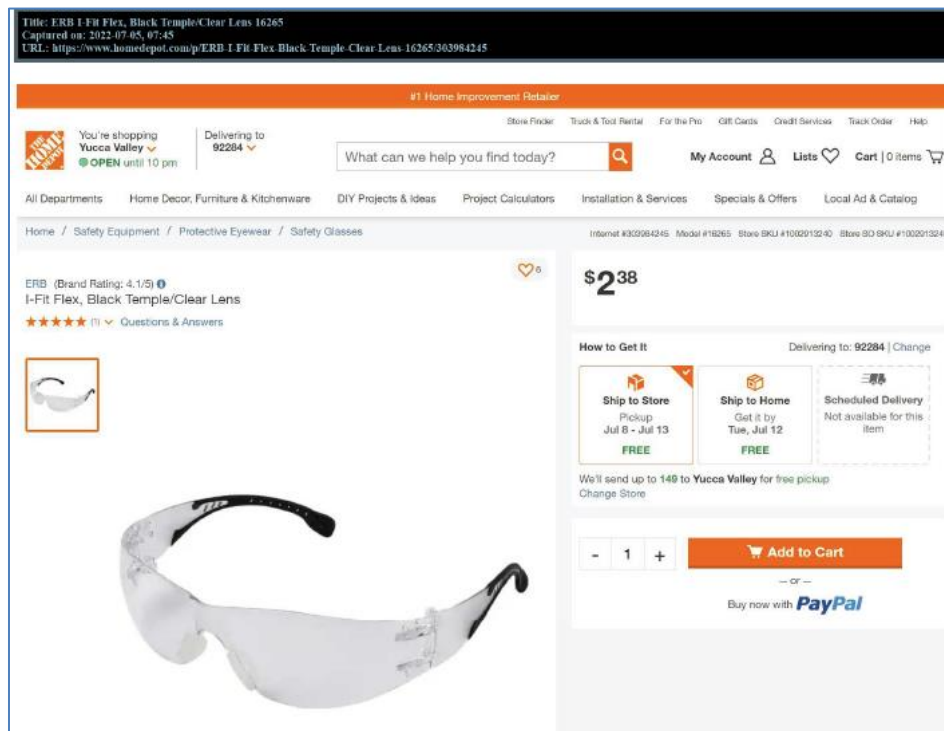 Title: ERB I-Fit Flex, Black Temple/Clear Lens 16265
Captured on: 2022-07-05, 07:45
URL: https://www.homedepot.com/p/ERB-I-Fit-Flex-Black-Temple-Clear-Lens-16265/303984245
#1 Home Improvement Retailer
Store Finder Truck & Tool Rental For the Pro Gift Cards Credit Services Track Order Help
THE HOME DEPOT
You're shopping
Yucca Valley
OPEN until 10 pm
Delivering to
92284
What can we help you find today?
My Account Lists Cart | 0 items
All Departments Home Decor, Furniture & Kitchenware DIY Projects & Ideas Project Calculators Installation & Services Specials & Offers Local Ad & Catalog
Home / Safety Equipment / Protective Eyewear / Safety Glasses
Internet #303984245 Model #16265 Store SKU #1002913240 Store SO SKU #100291324
6
ERB (Brand Rating: 4.1/5)
I-Fit Flex, Black Temple/Clear Lens
(1) Questions & Answers
$2 38
How to Get It Delivering to: 92284 | Change
Ship to Store
Pickup
Jul 8 - Jul 13
FREE
Ship to Home
Get it by
Tue, Jul 12
FREE
Scheduled Delivery
Not available for this
item
We'll send up to 149 to Yucca Valley for free pickup
Change Store
- 1 +
Add to Cart
— or —
Buy now with PayPal